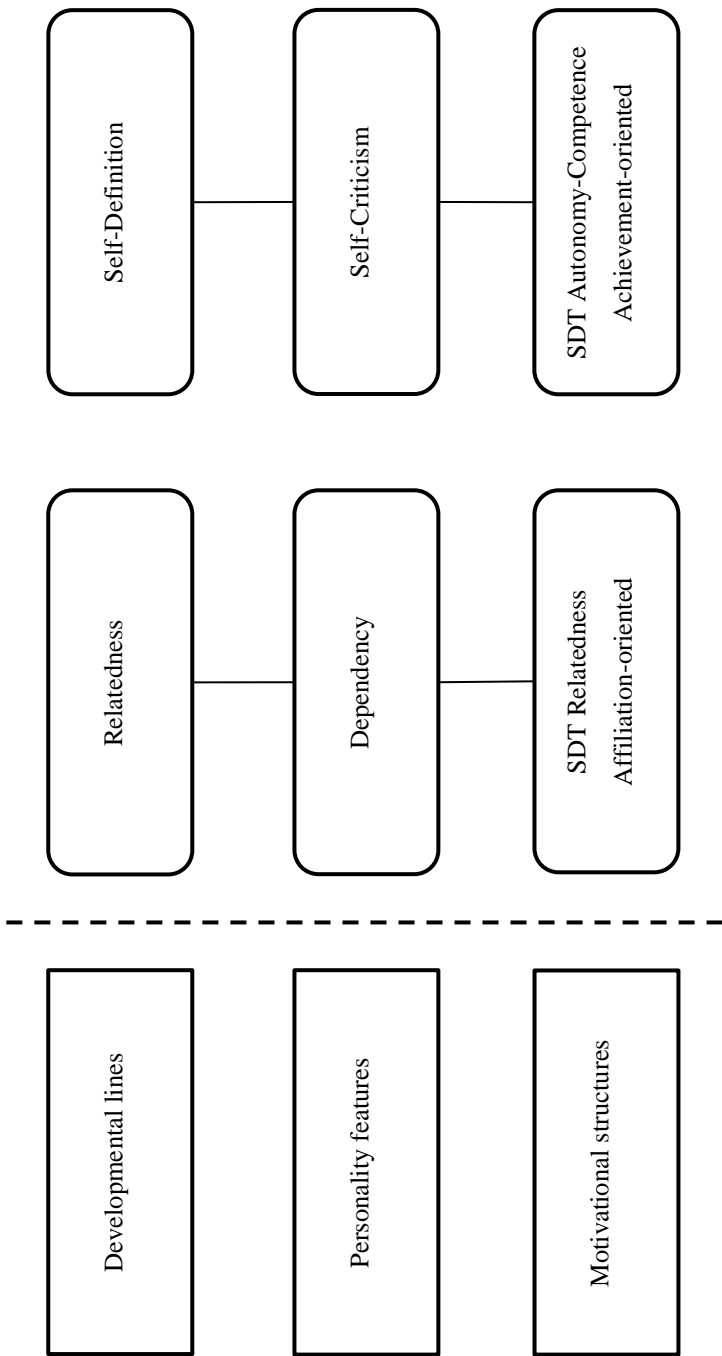 Developmental lines
Relatedness
Self-Definition
Personality features
Dependency
Self-Criticism
Motivational structures
SDT Relatedness
Affiliation-oriented
SDT Autonomy-Competence
Achievement-oriented